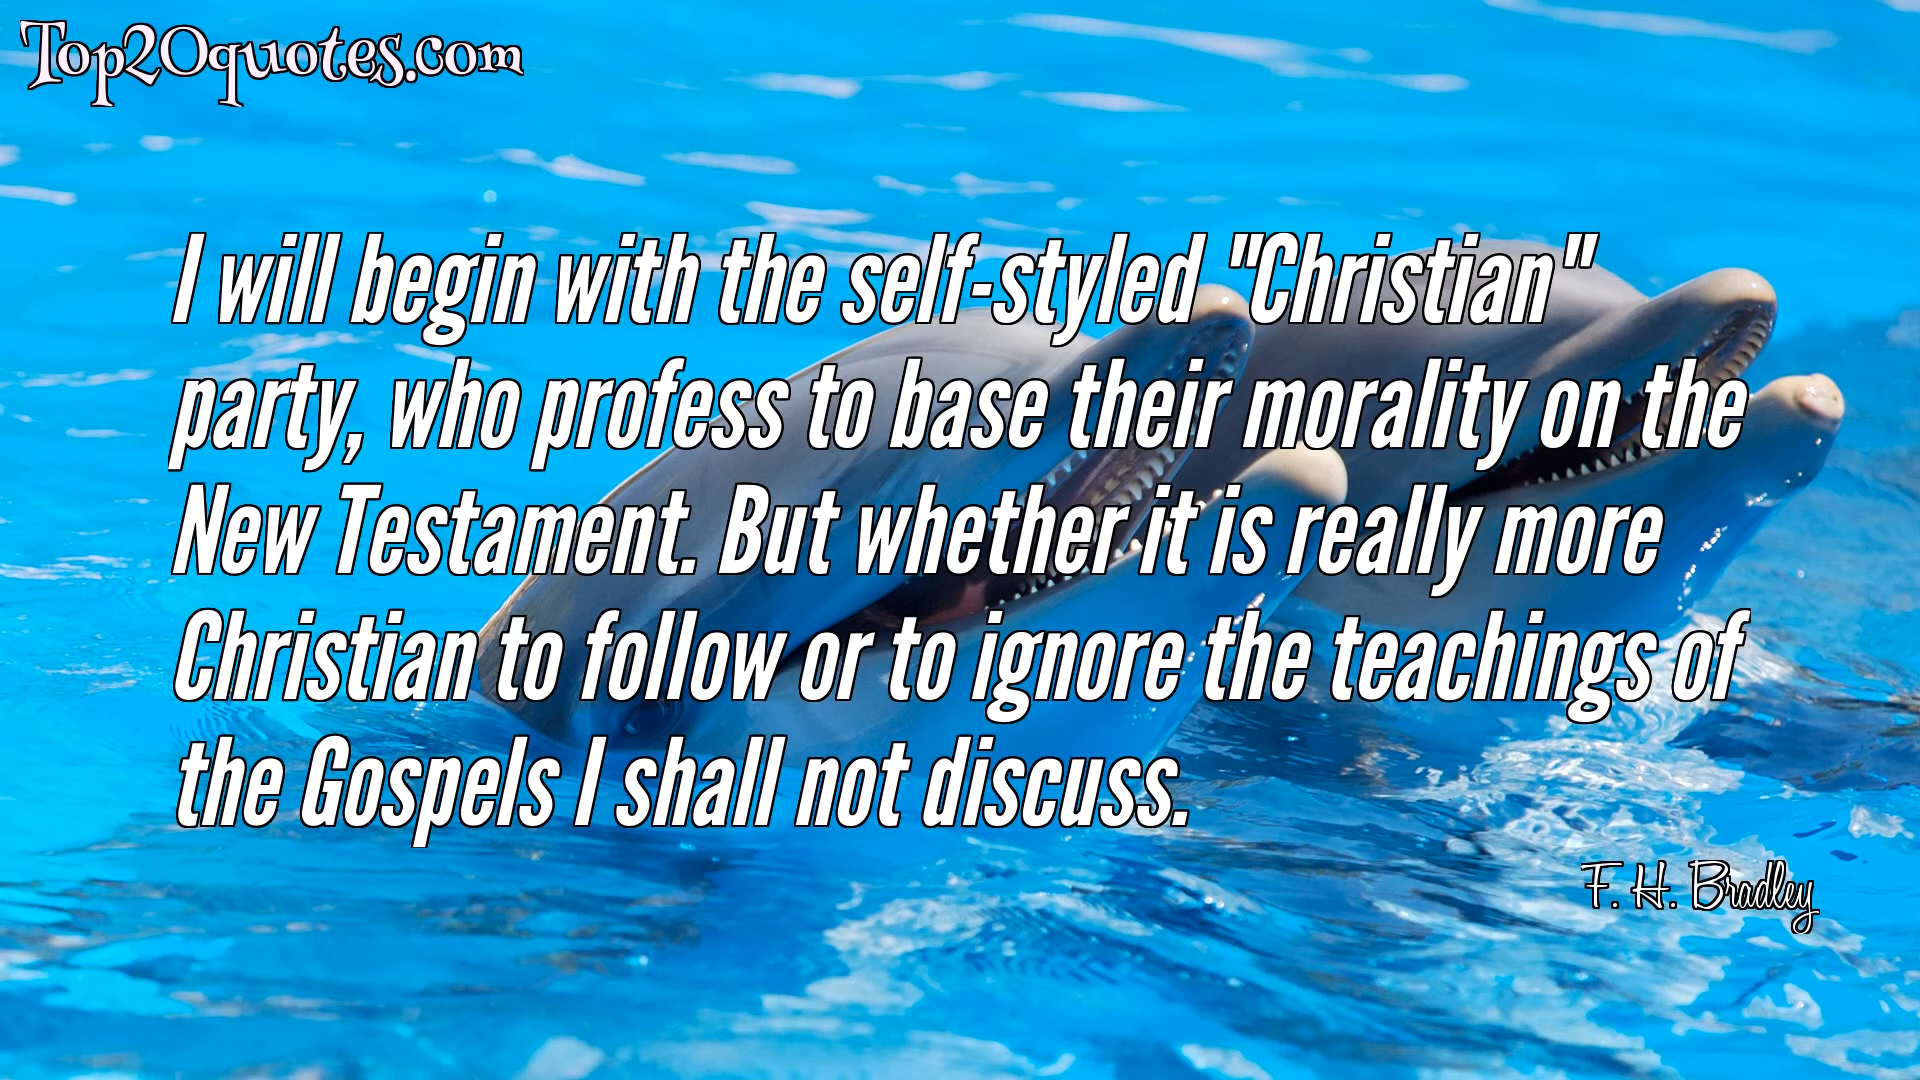 Top20quotes.com
I will begin with the self-styled "Christian"
party, who profess to base their morality on the
New Testament. But whether it is really more
Christian to follow or to ignore the teachings of
the Gospels I shall not discuss.
F. H. Bradley